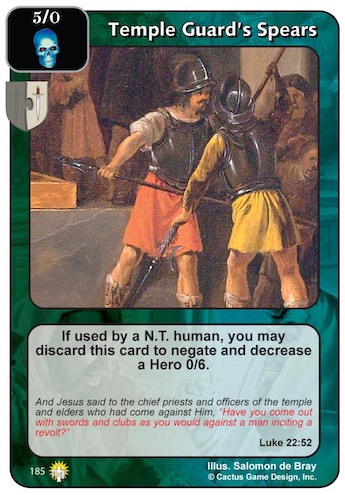 5/0
Temple Guard's Spears
If used by a N.T. human, you may
discard this card to negate and decrease
a Hero 0/6.
And Jesus said to the chief priests and officers of the temple
and elders who had come against Him, “Have you come out
with swords and clubs as you would against a man inciting a
revolt?”
Luke 22:52
185
Illus. Salomon de Bray
© Cactus Game Design, Inc.